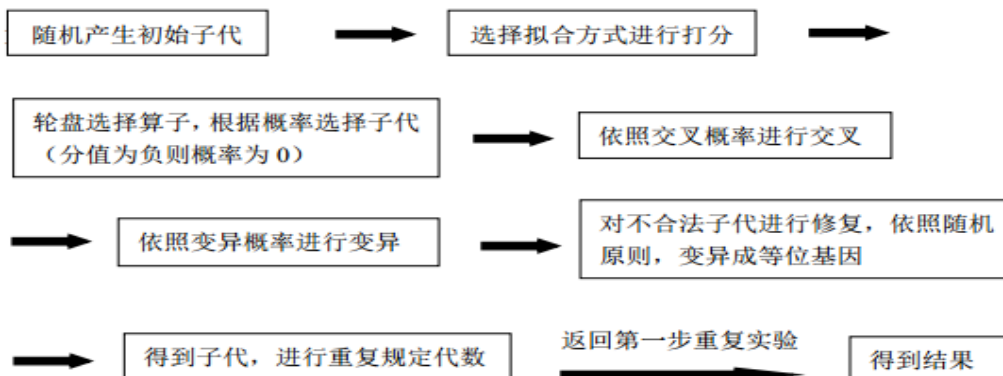 随机产生初始子代
选择拟合方式进行打分
轮盘选择算子，根据概率选择子代
（分值为负则概率为 0）
依照交叉概率进行交叉
依照变异概率进行变异
对不合法子代进行修复，依照随机
原则，变异成等位基因
得到子代，进行重复规定代数
返回第一步重复实验
得到结果